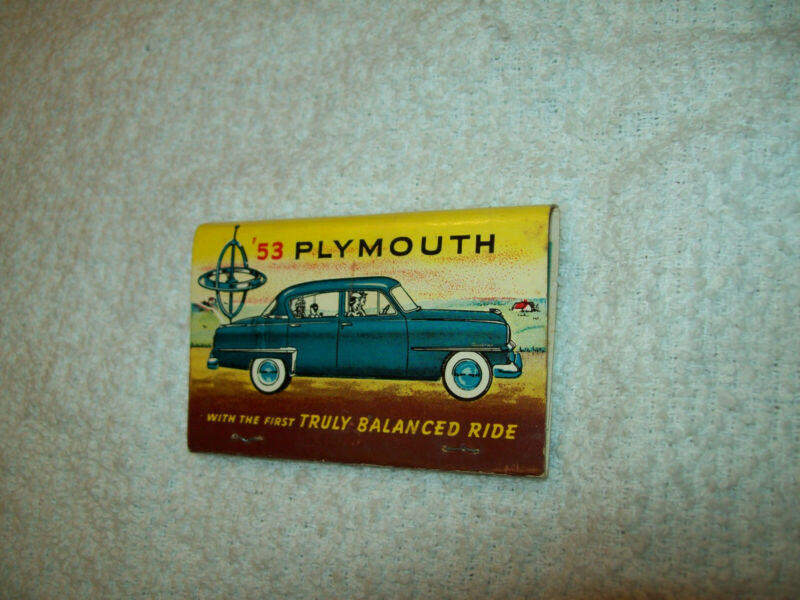 '53 PLYMOUTH
WITH THE FIRST TRULY BALANCED RIDE